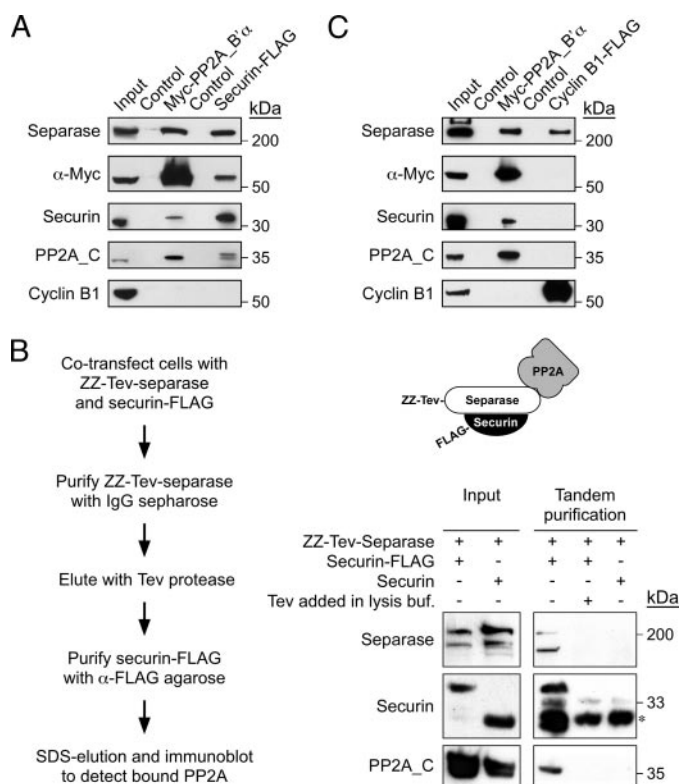 A
Input
Control
Myc-PP2A_B'α
Control
Securin-FLAG
kDa
Separase
200
α-Myc
50
Securin
30
PP2A_C
35
Cyclin B1
50
C
Input
Control
Myc-PP2A_B'α
Control
Cyclin B1-FLAG
kDa
Separase
200
α-Myc
50
Securin
30
PP2A_C
35
Cyclin B1
50
B
Co-transfect cells with
ZZ-Tev-separase
and securin-FLAG
Purify ZZ-Tev-separase
with IgG sepharose
Elute with Tev protease
Purify securin-FLAG
with α-FLAG agarose
SDS-elution and immunoblot
to detect bound PP2A
PP2A
ZZ-Tev- Separase
FLAG- Securin
Input Tandem
purification
ZZ-Tev-Separase + + + + +
Securin-FLAG + - + + -
Securin - + - - +
Tev added in lysis buf. - - - + - kDa
Separase 200
Securin 33
*
PP2A_C 35